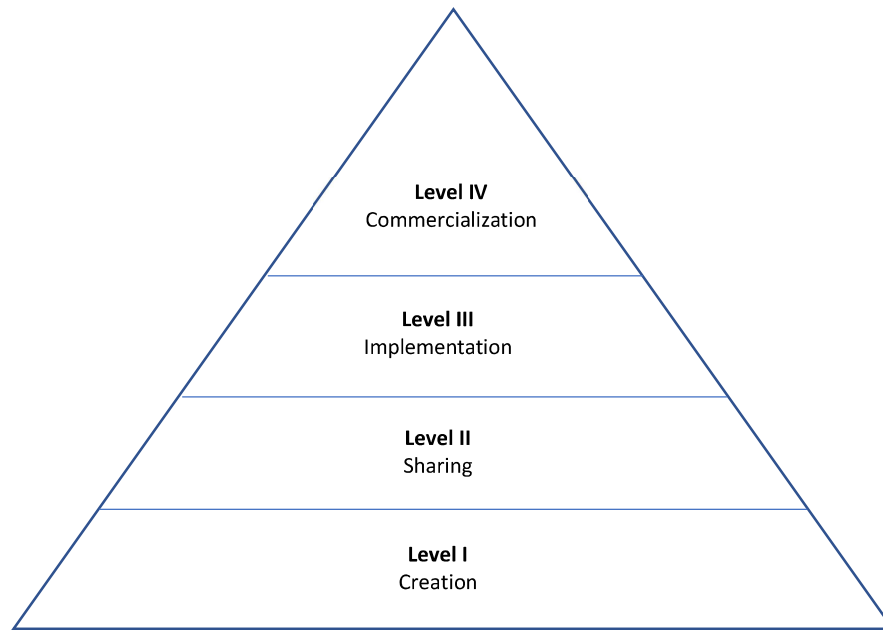 Level IV
Commercialization
Level III
Implementation
Level II
Sharing
Level I
Creation